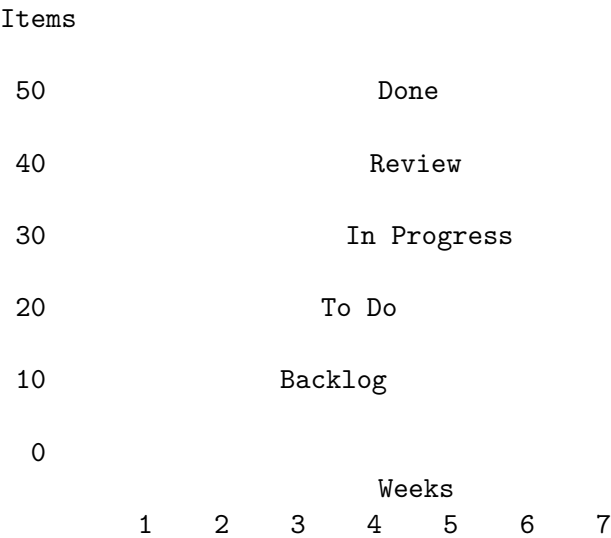 Items
50 Done
40 Review
30 In Progress
20 To Do
10 Backlog
0
Weeks
1 2 3 4 5 6 7